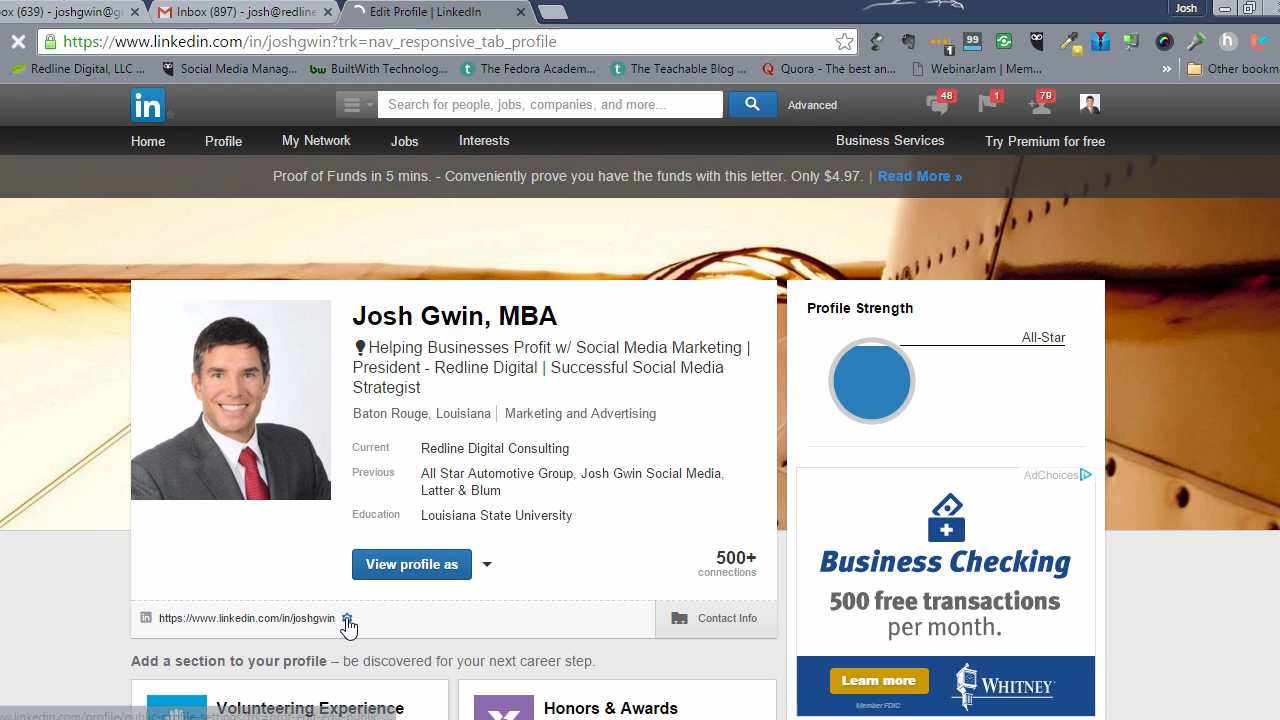 ox (639) - joshgwin@g
Inbox (897) - josh@redline
Edit Profile | LinkedIn
Josh
https://www.linkedin.com/in/joshgwin?trk=nav_responsive_tab_profile
99
1
h
Redline Digital, LLC ...
Social Media Manag...
bw BuiltWith Technolog...
t The Fedora Academ...
t The Teachable Blog ...
Q Quora - The best an...
WebinarJam | Mem...
»
Other bookm
in
Search for people, jobs, companies, and more...
Advanced
48
1
79
Home
Profile
My Network
Jobs
Interests
Business Services
Try Premium for free
Proof of Funds in 5 mins. - Conveniently prove you have the funds with this letter. Only $4.97. | Read More »
Josh Gwin, MBA
Helping Businesses Profit w/ Social Media Marketing |
President - Redline Digital | Successful Social Media
Strategist
Baton Rouge, Louisiana | Marketing and Advertising
Current Redline Digital Consulting
Previous All Star Automotive Group, Josh Gwin Social Media,
Latter & Blum
Education Louisiana State University
View profile as
500+
connections
in https://www.linkedin.com/in/joshgwin
Contact Info
Profile Strength
All-Star
AdChoices
Business Checking
500 free transactions
per month.
Learn more
Member FDIC
WHITNEY
Add a section to your profile – be discovered for your next career step.
Volunteering Experience
Honors & Awards